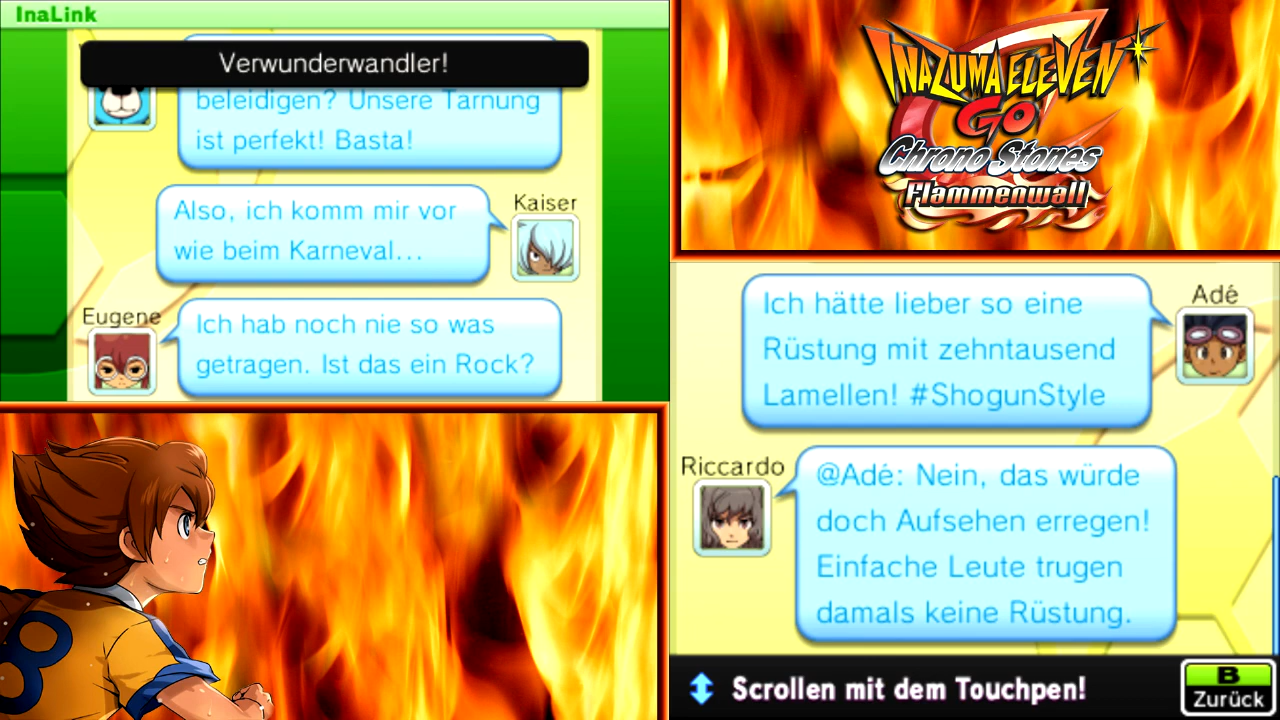 InaLink
Verwunderwandler!
beleidigen? Unsere Tarnung
ist perfekt! Basta!
Kaiser
Also, ich komm mir vor
wie beim Karneval...
Eugene
Ich hab noch nie so was
getragen. Ist das ein Rock?
INAZUMA ELEVEN
GO
Chrono Stones
Flammenwall
Adé
Ich hätte lieber so eine
Rüstung mit zehntausend
Lamellen! #ShogunStyle
Riccardo
@Adé: Nein, das würde
doch Aufsehen erregen!
Einfache Leute trugen
damals keine Rüstung.
Scrollen mit dem Touchpen!
B
Zurück
8